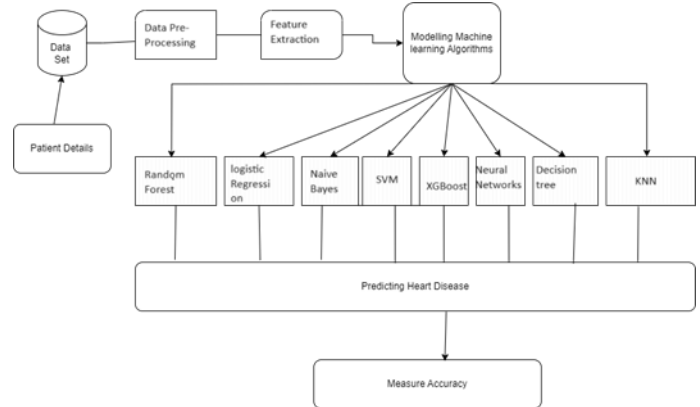 Data
Set
Data Pre-
Processing
Feature
Extraction
Modelling Machine
learning Algorithms
Patient Details
Random
Forest
logistic
Regressi
on
Naive
Bayes
SVM
XGBoost
Neural
Networks
Decision
tree
KNN
Predicting Heart Disease
Measure Accuracy